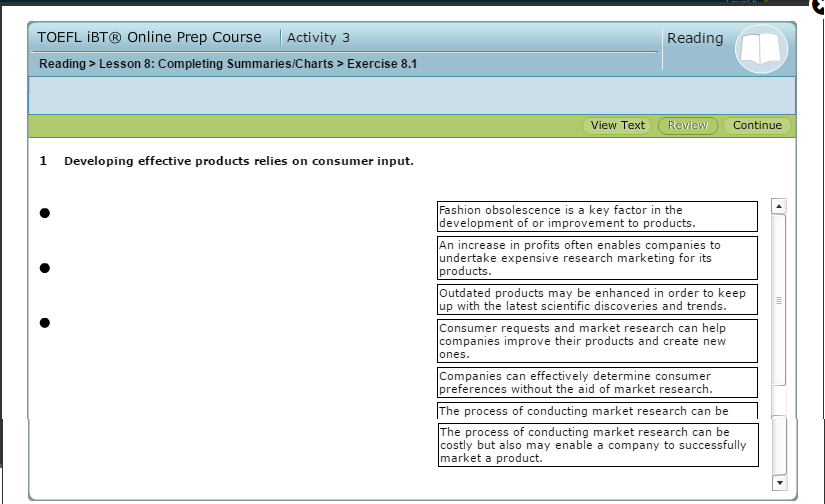 TOEFL iBT® Online Prep Course
Activity 3
Reading
Reading > Lesson 8: Completing Summaries/Charts > Exercise 8.1
View Text
Review
Continue
1 Developing effective products relies on consumer input.
Fashion obsolescence is a key factor in the
development of or improvement to products.
An increase in profits often enables companies to
undertake expensive research marketing for its
products.
Outdated products may be enhanced in order to keep
up with the latest scientific discoveries and trends.
Consumer requests and market research can help
companies improve their products and create new
ones.
Companies can effectively determine consumer
preferences without the aid of market research.
The process of conducting market research can be
The process of conducting market research can be
costly but also may enable a company to successfully
market a product.